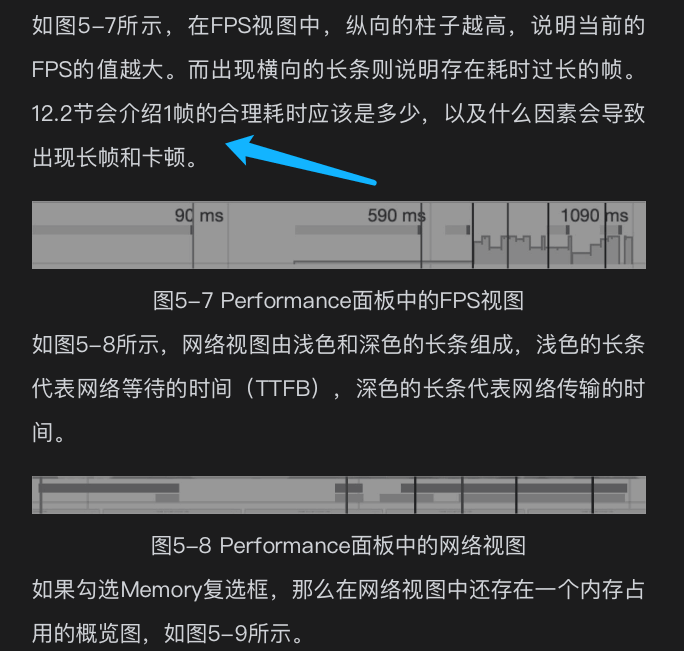 如图5-7所示，在FPS视图中，纵向的柱子越高，说明当前的
FPS的值越大。而出现横向的长条则说明存在耗时过长的帧。
12.2节会介绍1帧的合理耗时应该是多少，以及什么因素会导致
出现长帧和卡顿。
90 ms 590 ms 1090 ms
图5-7 Performance面板中的FPS视图
如图5-8所示，网络视图由浅色和深色的长条组成，浅色的长条
代表网络等待的时间（TTFB），深色的长条代表网络传输的时
间。
图5-8 Performance面板中的网络视图
如果勾选Memory复选框，那么在网络视图中还存在一个内存占
用的概览图，如图5-9所示。